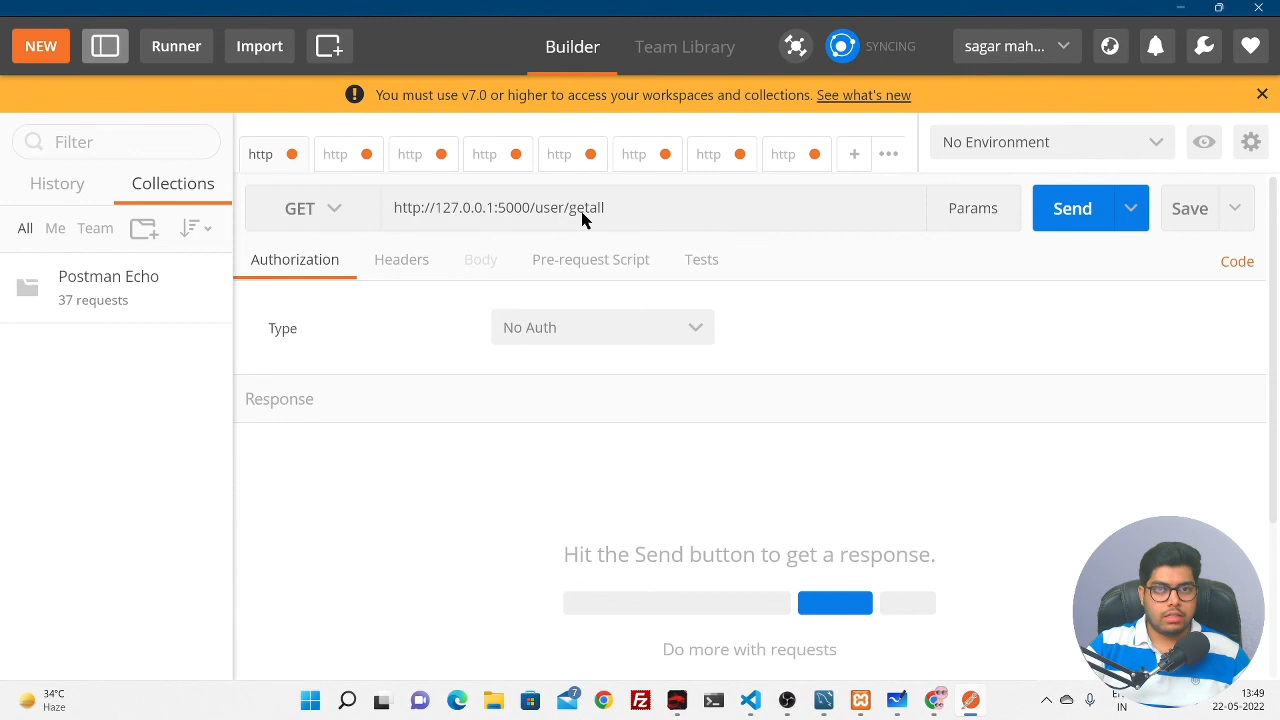 NEW
Runner
Import
Builder
Team Library
SYNCING
sagar mah...
You must use v7.0 or higher to access your workspaces and collections. See what's new
Filter
History
Collections
All
Me
Team
Postman Echo
37 requests
http
http
http
http
http
http
http
http
No Environment
GET
http://127.0.0.1:5000/user/getall
Params
Send
Save
Authorization
Headers
Body
Pre-request Script
Tests
Code
Type
No Auth
Response
Hit the Send button to get a response.
Do more with requests
34°C
Haze
7
IN
13:49
22-05-2022